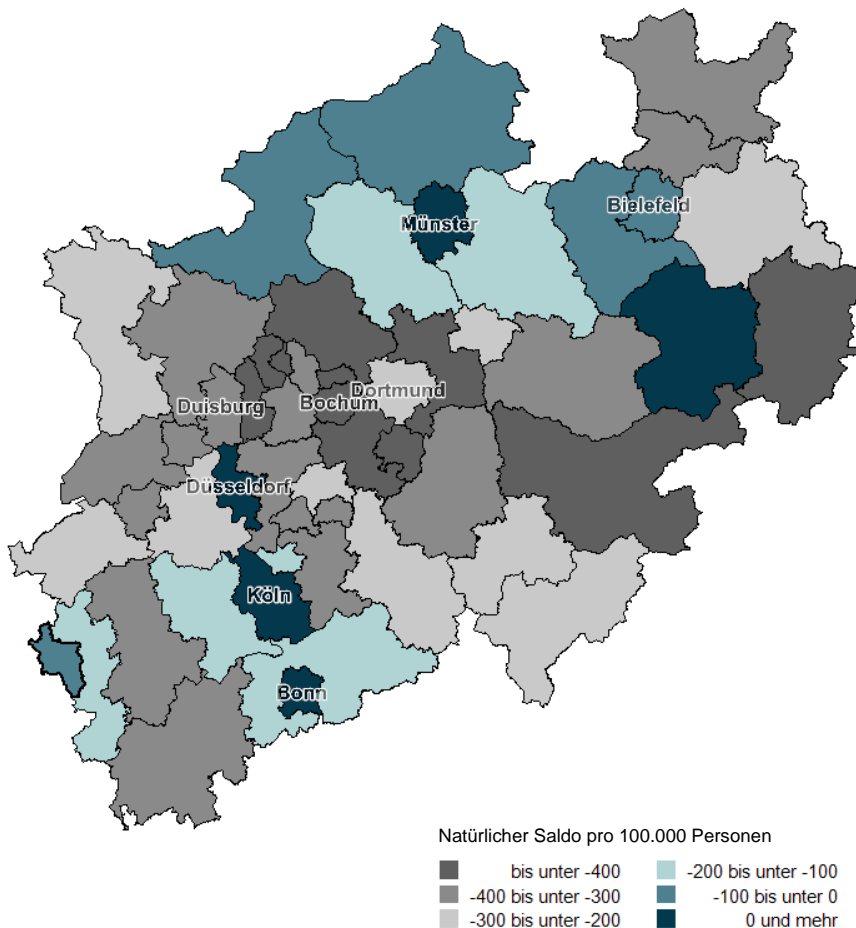 Bielefeld
Münster
Dortmund
Duisburg
Bochum
Düsseldorf
Köln
Bonn
Natürlicher Saldo pro 100.000 Personen
bis unter -400
-200 bis unter -100
-400 bis unter -300
-100 bis unter 0
-300 bis unter -200
0 und mehr